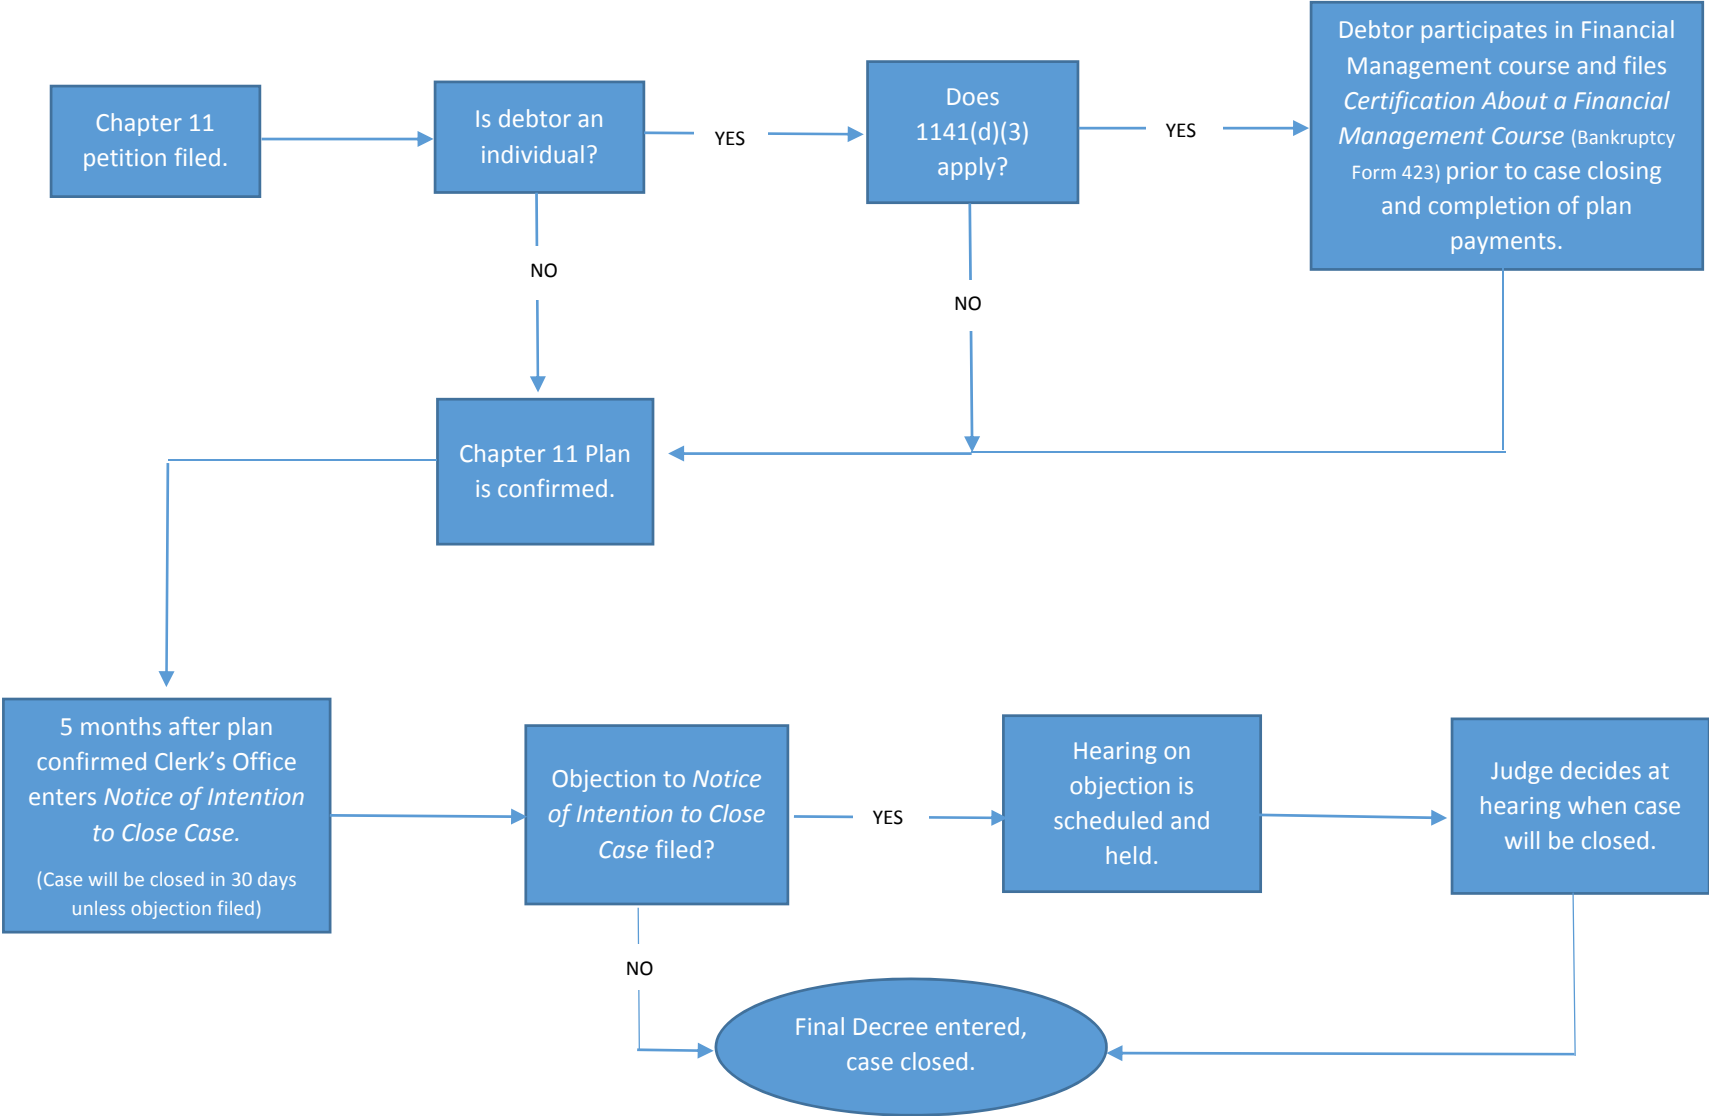 Chapter 11
petition filed.
Is debtor an
individual?
YES
Does
1141(d)(3)
apply?
YES
Debtor participates in Financial
Management course and files
Certification About a Financial
Management Course (Bankruptcy
Form 423) prior to case closing
and completion of plan
payments.
NO
NO
Chapter 11 Plan
is confirmed.
5 months after plan
confirmed Clerk’s Office
enters Notice of Intention
to Close Case.
(Case will be closed in 30 days
unless objection filed)
Objection to Notice
of Intention to Close
Case filed?
YES
Hearing on
objection is
scheduled and
held.
Judge decides at
hearing when case
will be closed.
NO
Final Decree entered,
case closed.